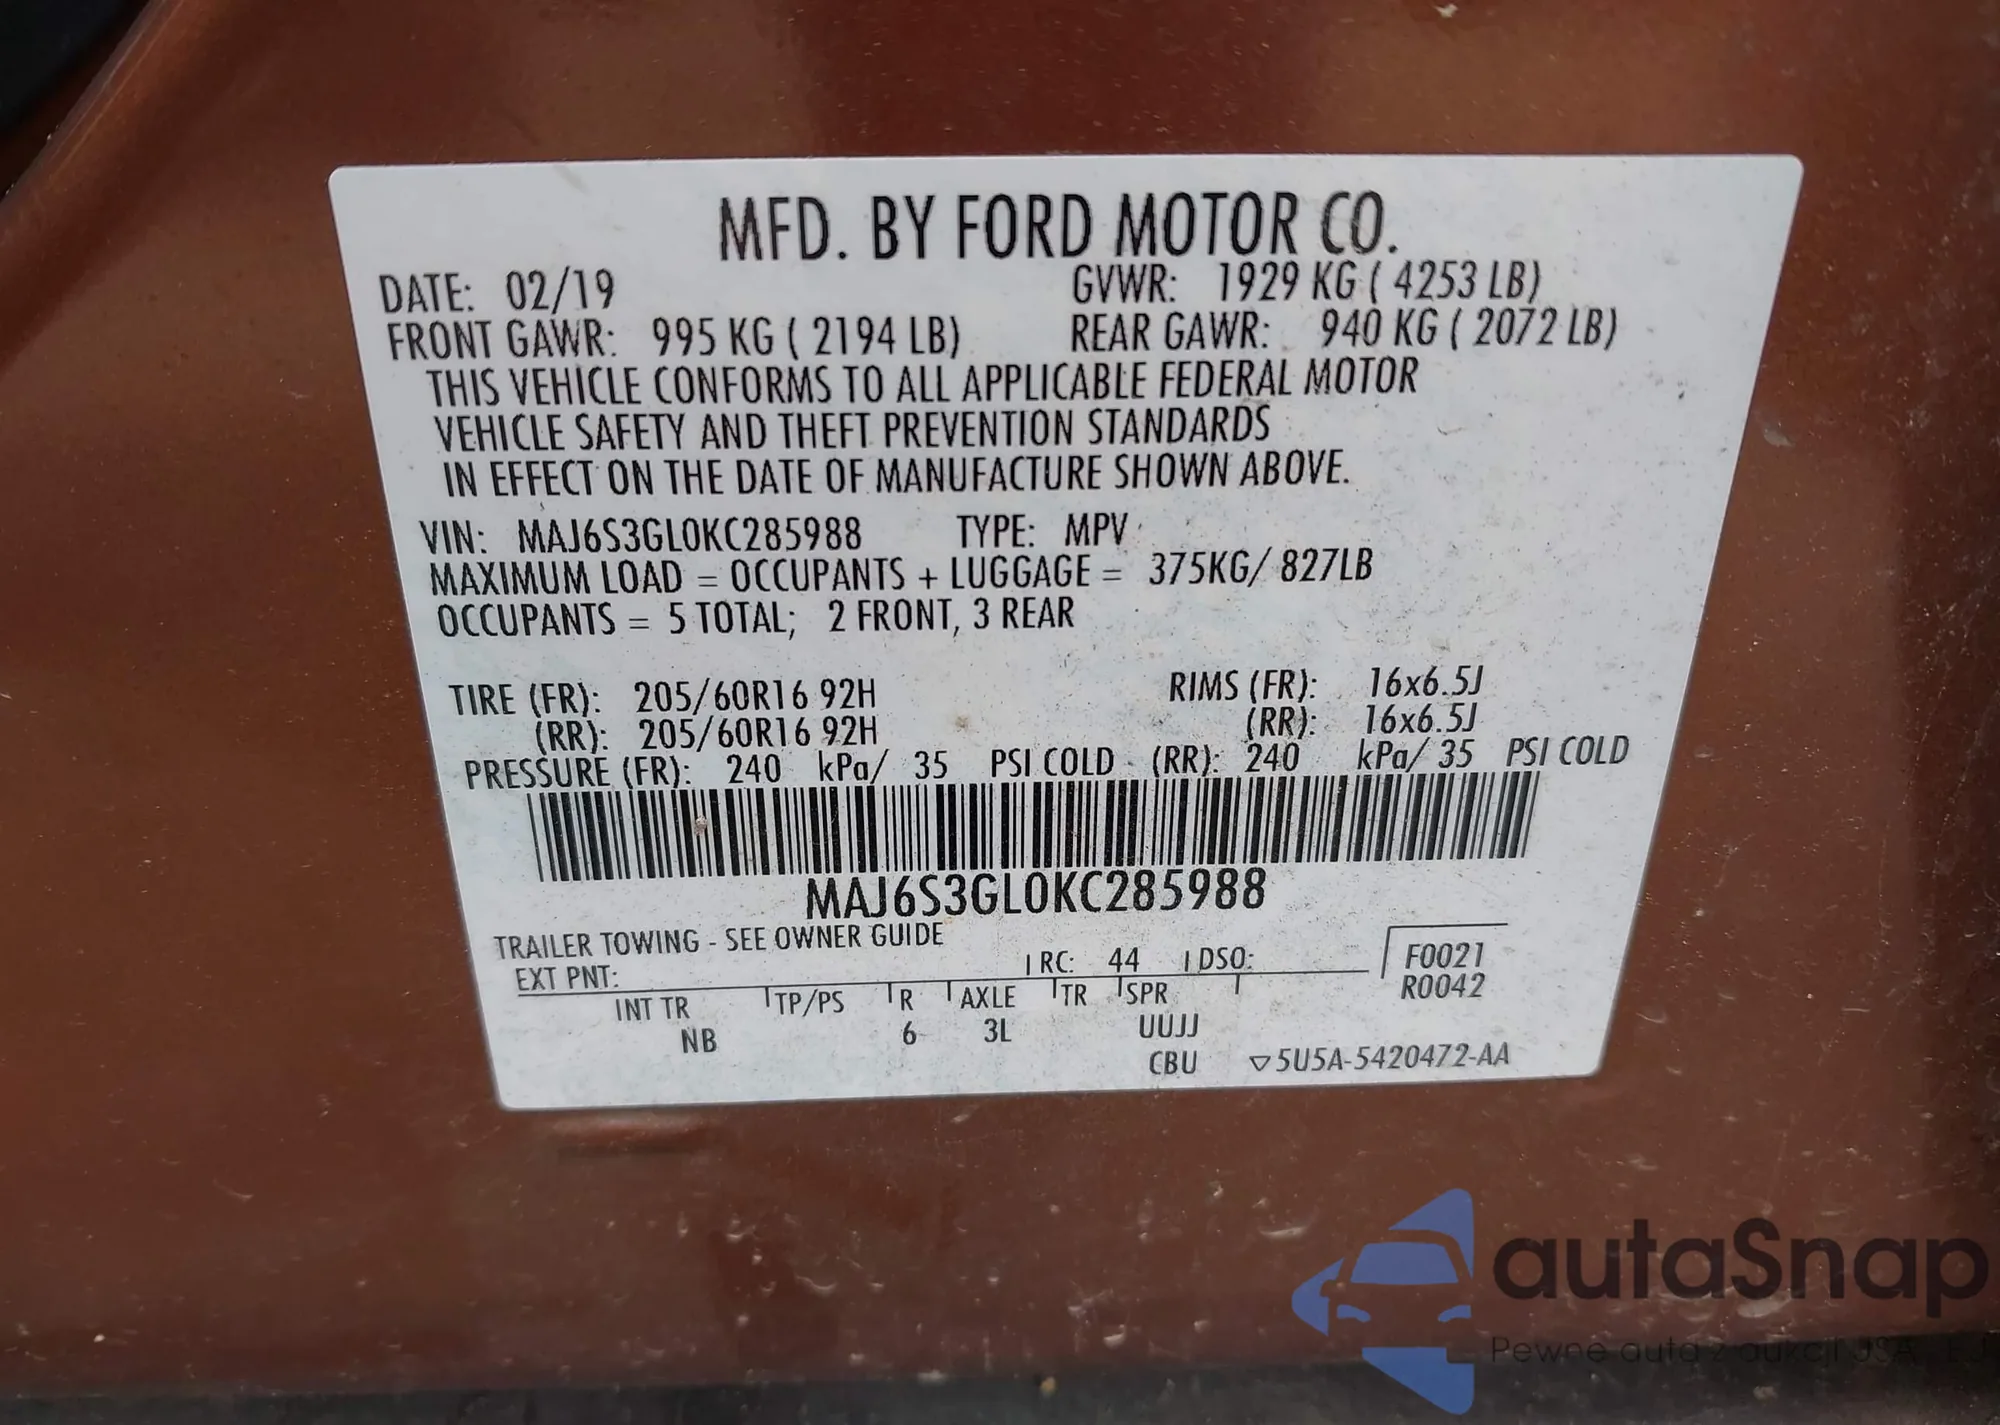 MFD. BY FORD MOTOR CO.
DATE: 02/19 GVWR: 1929 KG ( 4253 LB)
FRONT GAWR: 995 KG ( 2194 LB) REAR GAWR: 940 KG ( 2072 LB)
THIS VEHICLE CONFORMS TO ALL APPLICABLE FEDERAL MOTOR
VEHICLE SAFETY AND THEFT PREVENTION STANDARDS
IN EFFECT ON THE DATE OF MANUFACTURE SHOWN ABOVE.
VIN: MAJ6S3GL0KC285988 TYPE: MPV
MAXIMUM LOAD = OCCUPANTS + LUGGAGE = 375KG/ 827LB
OCCUPANTS = 5 TOTAL; 2 FRONT, 3 REAR
TIRE (FR): 205/60R16 92H RIMS (FR): 16x6.5J
(RR): 205/60R16 92H (RR): 16x6.5J
PRESSURE (FR): 240 kPa/ 35 PSI COLD (RR): 240 kPa/ 35 PSI COLD
MAJ6S3GL0KC285988
TRAILER TOWING - SEE OWNER GUIDE
EXT PNT: RC: 44 DSO: F0021
R0042
INT TR TP/PS R AXLE TR SPR
NB 6 3L UUJJ
CBU ▽5U5A-5420472-AA
autaSnap
Pewne auta z aukcji USA